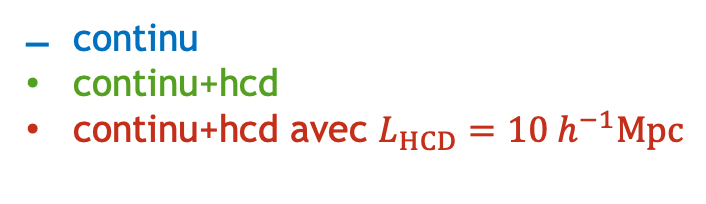 – continu
• continu+hcd
• continu+hcd avec L_HCD = 10 h⁻¹Mpc